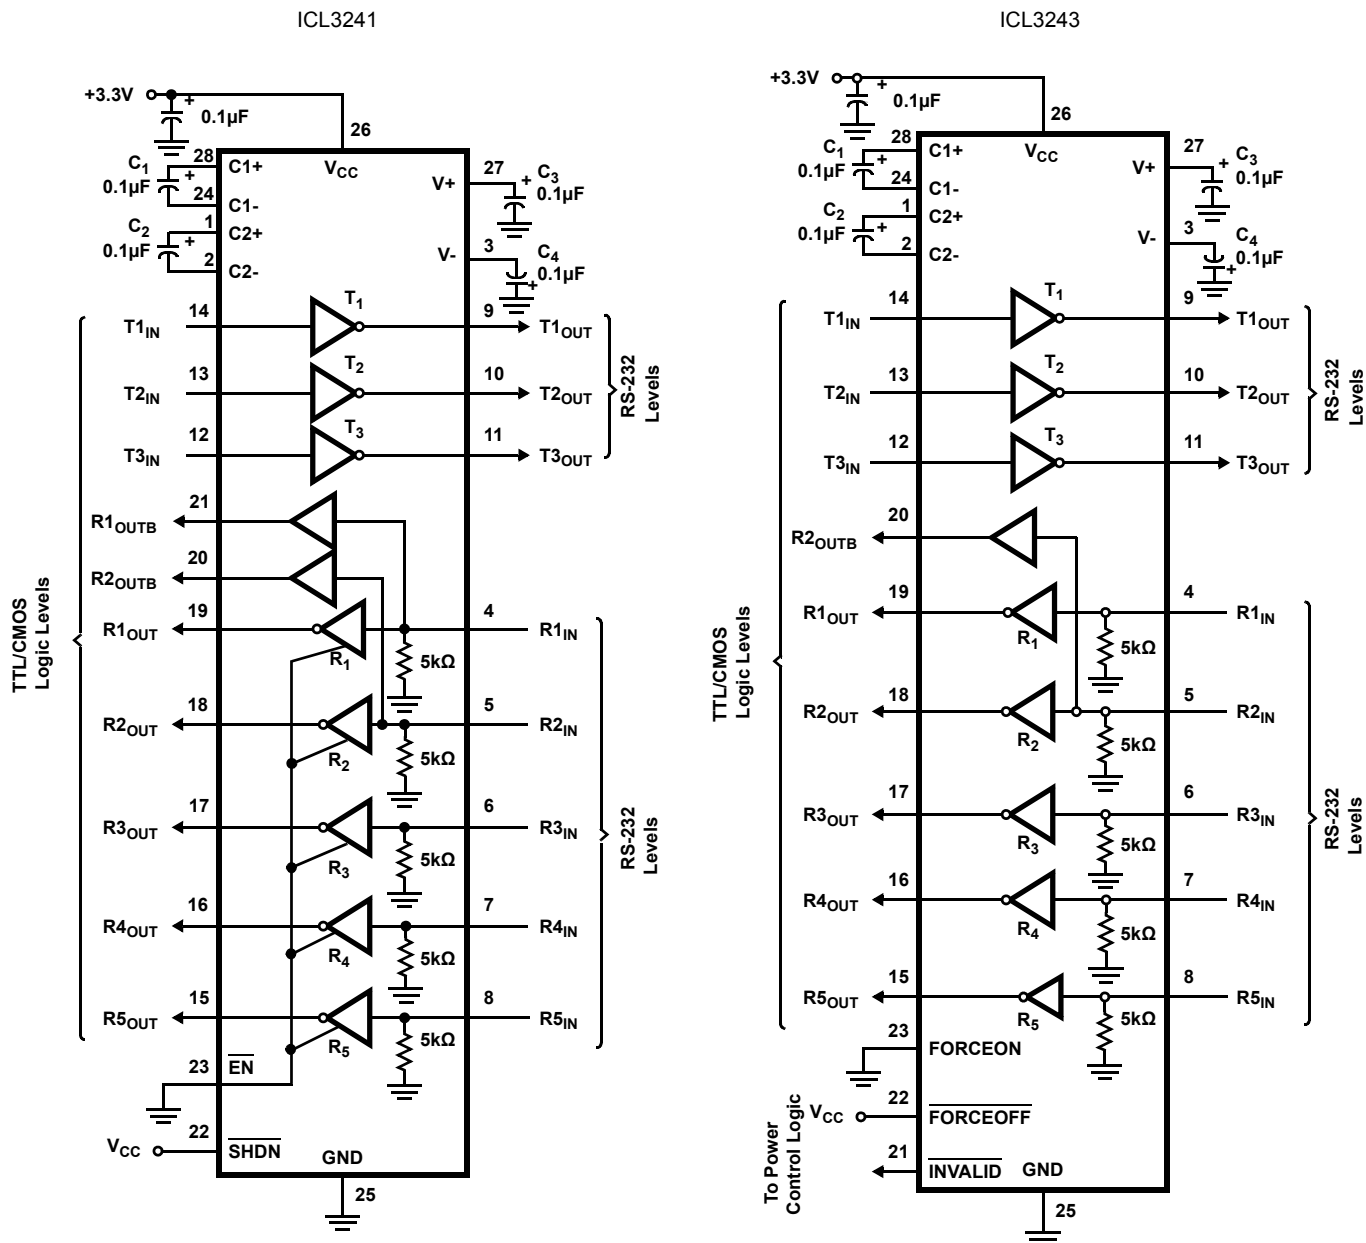 ICL3241
+3.3V
0.1µF
26
28
C1+
VCC
27
C1
0.1µF
V+
C3
0.1µF
24
C1-
1
C2+
C2
0.1µF
3
V-
C4
0.1µF
2
C2-
T1
14
9
T1IN
T1OUT
T2
13
10
T2IN
T2OUT
T3
12
11
T3IN
T3OUT
RS-232
Levels
21
R1OUTB
20
R2OUTB
19
4
R1OUT
R1IN
R1
5kΩ
TTL/CMOS
Logic Levels
18
5
R2OUT
R2IN
R2
5kΩ
17
6
R3OUT
R3IN
R3
5kΩ
RS-232
Levels
16
7
R4OUT
R4IN
R4
5kΩ
15
8
R5OUT
R5IN
R5
5kΩ
23
EN
22
VCC
SHDN
GND
25
ICL3243
+3.3V
0.1µF
26
28
C1+
VCC
27
C1
0.1µF
V+
C3
0.1µF
24
C1-
1
C2+
C2
0.1µF
3
V-
C4
0.1µF
2
C2-
T1
14
9
T1IN
T1OUT
T2
13
10
T2IN
T2OUT
T3
12
11
T3IN
T3OUT
RS-232
Levels
20
R2OUTB
19
4
R1OUT
R1IN
R1
5kΩ
TTL/CMOS
Logic Levels
18
5
R2OUT
R2IN
R2
5kΩ
17
6
R3OUT
R3IN
R3
5kΩ
RS-232
Levels
16
7
R4OUT
R4IN
R4
5kΩ
15
8
R5OUT
R5IN
R5
5kΩ
23
FORCEON
22
VCC
FORCEOFF
21
INVALID
GND
To Power
Control Logic
25